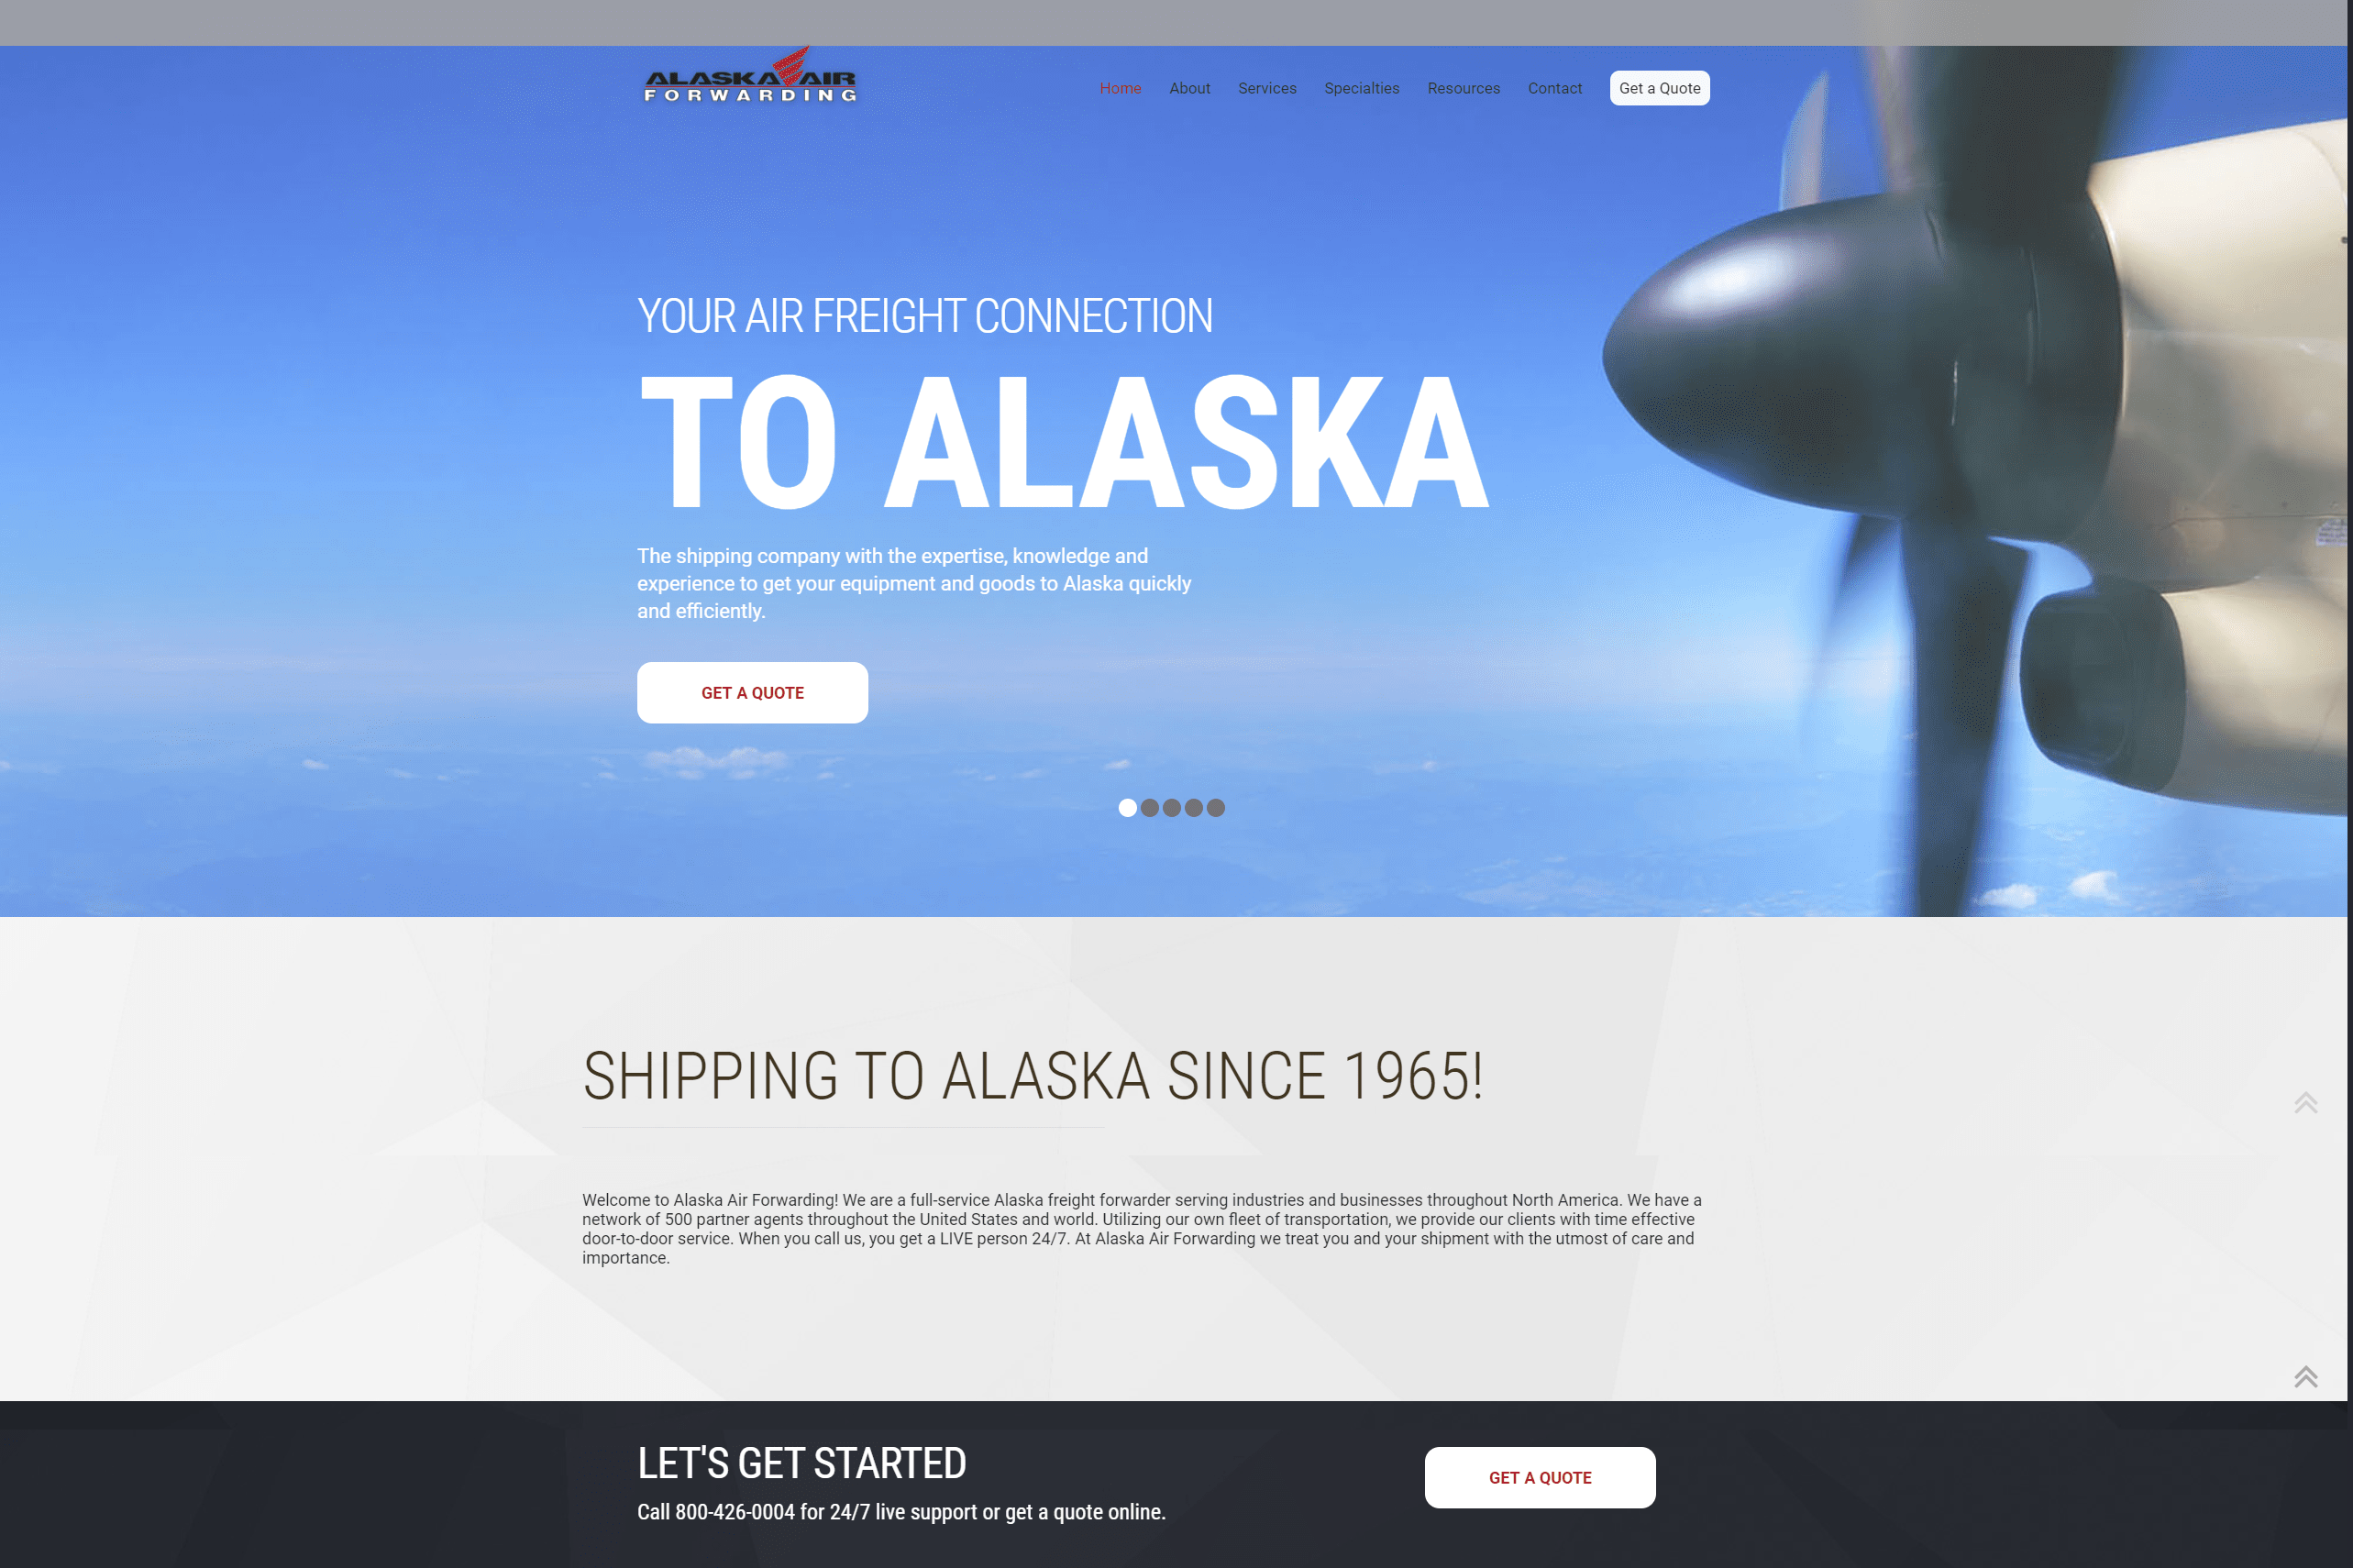 ALASKA AIR
FORWARDING
Home About Services Specialties Resources Contact Get a Quote
YOUR AIR FREIGHT CONNECTION
TO ALASKA
The shipping company with the expertise, knowledge and
experience to get your equipment and goods to Alaska quickly
and efficiently.
GET A QUOTE
SHIPPING TO ALASKA SINCE 1965!
Welcome to Alaska Air Forwarding! We are a full-service Alaska freight forwarder serving industries and businesses throughout North America. We have a
network of 500 partner agents throughout the United States and world. Utilizing our own fleet of transportation, we provide our clients with time effective
door-to-door service. When you call us, you get a LIVE person 24/7. At Alaska Air Forwarding we treat you and your shipment with the utmost of care and
importance.
LET'S GET STARTED
Call 800-426-0004 for 24/7 live support or get a quote online.
GET A QUOTE